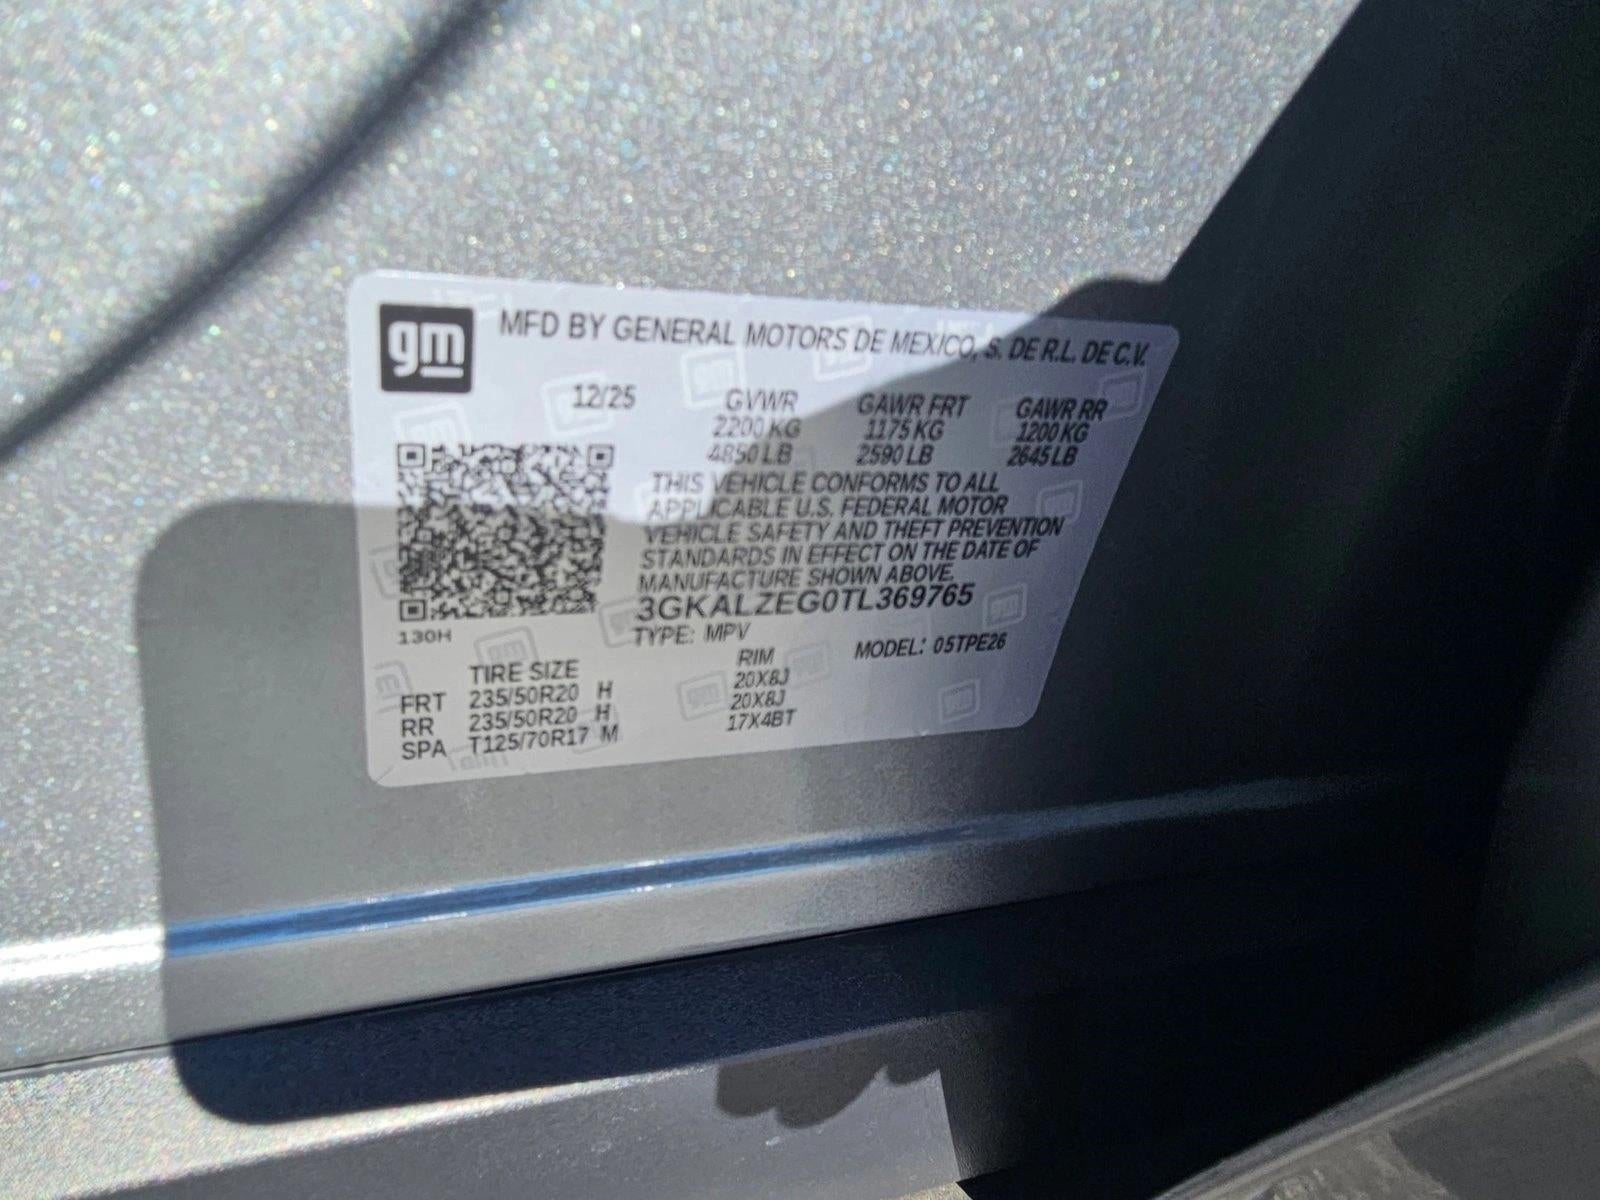 gm
MFD BY GENERAL MOTORS DE MEXICO, S. DE R.L. DE C.V.
12/25 GVWR GAWR FRT GAWR RR
2200 KG 1175 KG 1200 KG
4850 LB 2590 LB 2645 LB
THIS VEHICLE CONFORMS TO ALL
APPLICABLE U.S. FEDERAL MOTOR
VEHICLE SAFETY AND THEFT PREVENTION
STANDARDS IN EFFECT ON THE DATE OF
MANUFACTURE SHOWN ABOVE.
3GKALZEG0TL369765
130H
TYPE: MPV MODEL: 05TPE26
TIRE SIZE RIM
FRT 235/50R20 H 20X8J
RR 235/50R20 H 20X8J
SPA T125/70R17 M 17X4BT